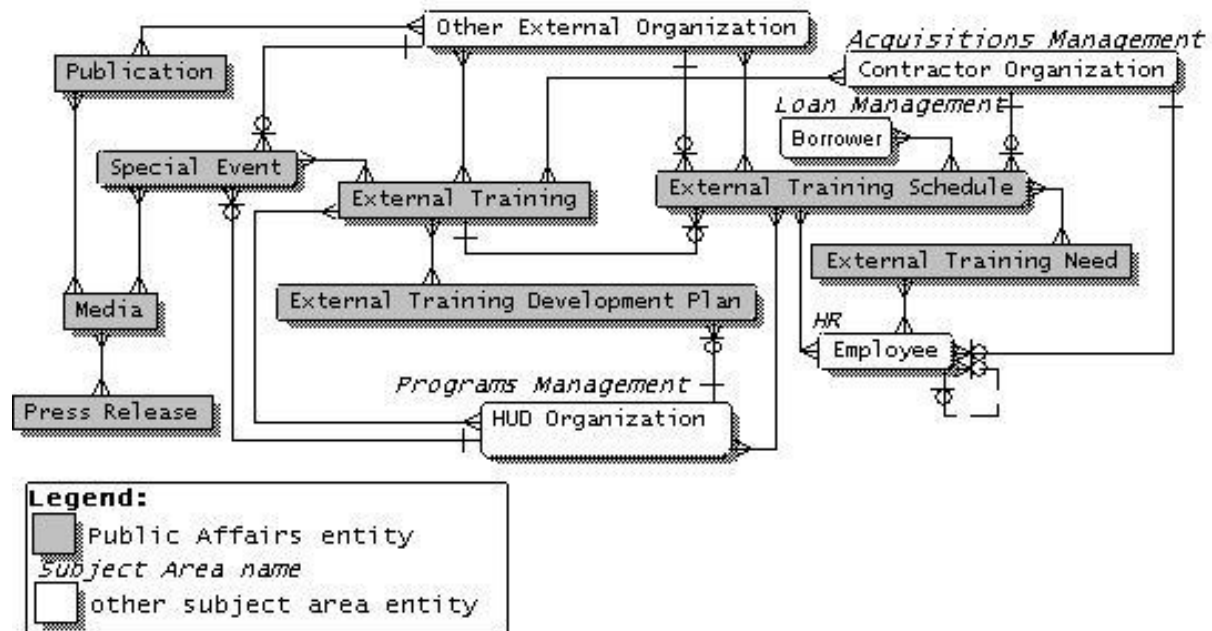 Other External Organization
Acquisitions Management
Publication
Contractor Organization
Loan Management
Borrower
Special Event
External Training
External Training Schedule
External Training Need
External Training Development Plan
Media
HR
Employee
Programs Management
Press Release
HUD Organization
Legend:
Public Affairs entity
Subject Area name
other subject area entity